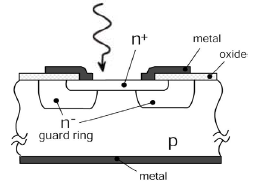 n+
metal
oxide
n-
guard ring
p
metal